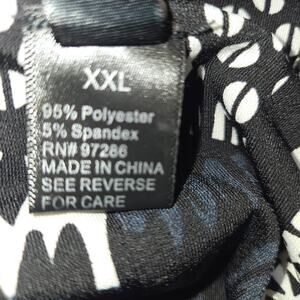 XXL
95% Polyester
5% Spandex
RN# 97266
MADE IN CHINA
SEE REVERSE
FOR CARE